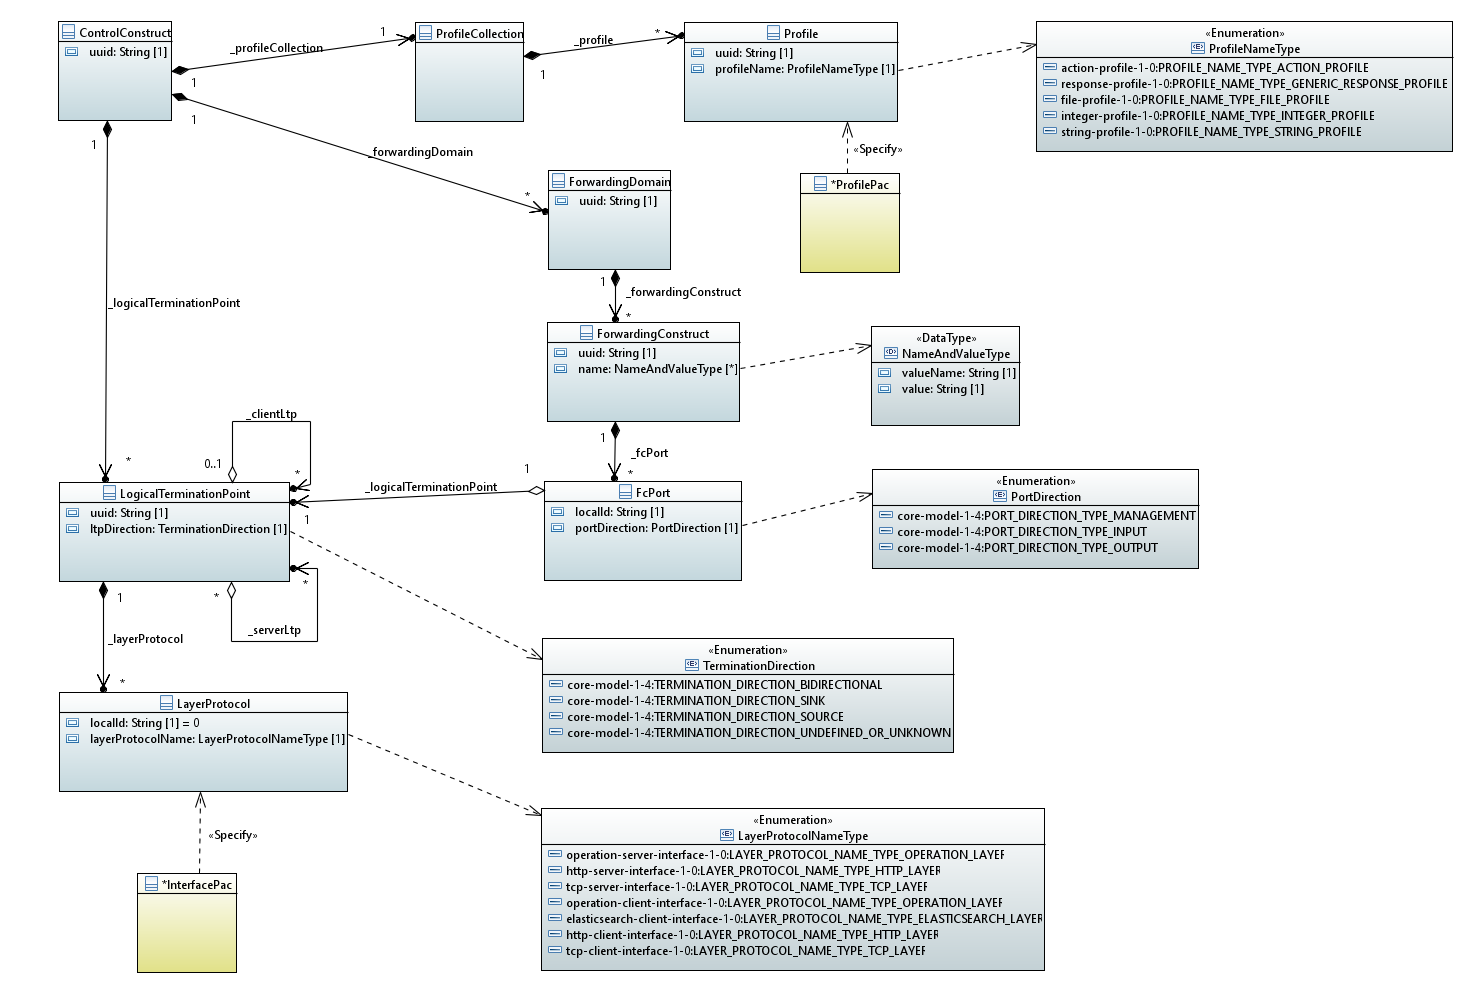 ControlConstruct
uuid: String [1]
1
_profileCollection
1
ProfileCollection
_profile
1
*
Profile
uuid: String [1]
profileName: ProfileNameType [1]
«Enumeration»
ProfileNameType
action-profile-1-0:PROFILE_NAME_TYPE_ACTION_PROFILE
response-profile-1-0:PROFILE_NAME_TYPE_GENERIC_RESPONSE_PROFILE
file-profile-1-0:PROFILE_NAME_TYPE_FILE_PROFILE
integer-profile-1-0:PROFILE_NAME_TYPE_INTEGER_PROFILE
string-profile-1-0:PROFILE_NAME_TYPE_STRING_PROFILE
1
1
_forwardingDomain
*
«Specify»
*ProfilePac
ForwardingDomain
uuid: String [1]
1
_forwardingConstruct
*
_logicalTerminationPoint
*
ForwardingConstruct
uuid: String [1]
name: NameAndValueType [*]
«DataType»
NameAndValueType
valueName: String [1]
value: String [1]
_clientLtp
0..1
*
1
_fcPort
*
1
_logicalTerminationPoint
1
LogicalTerminationPoint
uuid: String [1]
ltpDirection: TerminationDirection [1]
FcPort
localId: String [1]
portDirection: PortDirection [1]
«Enumeration»
PortDirection
core-model-1-4:PORT_DIRECTION_TYPE_MANAGEMENT
core-model-1-4:PORT_DIRECTION_TYPE_INPUT
core-model-1-4:PORT_DIRECTION_TYPE_OUTPUT
*
*
_serverLtp
1
_layerProtocol
*
«Enumeration»
TerminationDirection
core-model-1-4:TERMINATION_DIRECTION_BIDIRECTIONAL
core-model-1-4:TERMINATION_DIRECTION_SINK
core-model-1-4:TERMINATION_DIRECTION_SOURCE
core-model-1-4:TERMINATION_DIRECTION_UNDEFINED_OR_UNKNOWN
LayerProtocol
localId: String [1] = 0
layerProtocolName: LayerProtocolNameType [1]
«Specify»
*InterfacePac
«Enumeration»
LayerProtocolNameType
operation-server-interface-1-0:LAYER_PROTOCOL_NAME_TYPE_OPERATION_LAYER
http-server-interface-1-0:LAYER_PROTOCOL_NAME_TYPE_HTTP_LAYER
tcp-server-interface-1-0:LAYER_PROTOCOL_NAME_TYPE_TCP_LAYER
operation-client-interface-1-0:LAYER_PROTOCOL_NAME_TYPE_OPERATION_LAYER
elasticsearch-client-interface-1-0:LAYER_PROTOCOL_NAME_TYPE_ELASTICSEARCH_LAYER
http-client-interface-1-0:LAYER_PROTOCOL_NAME_TYPE_HTTP_LAYER
tcp-client-interface-1-0:LAYER_PROTOCOL_NAME_TYPE_TCP_LAYER